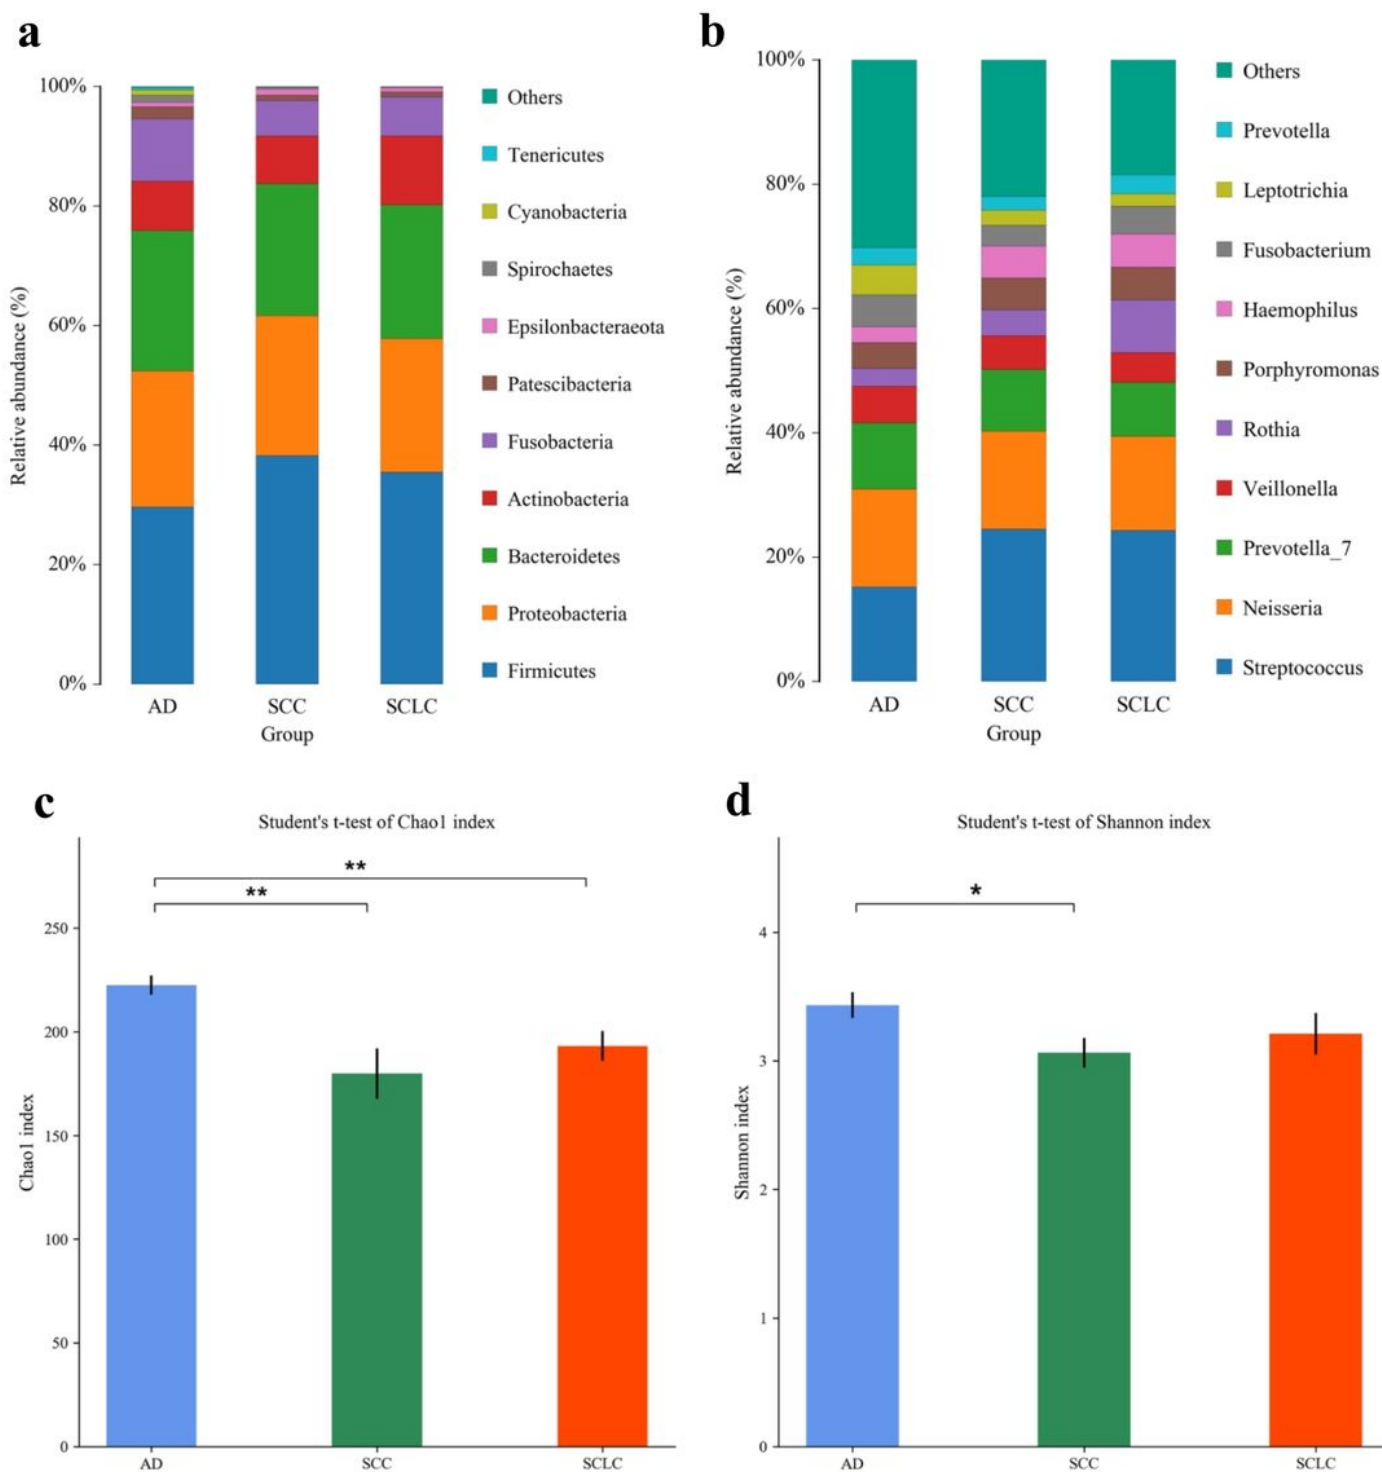 a
100%
80%
60%
40%
20%
0%
Relative abundance (%)
AD
SCC
SCLC
Group
Others
Tenericutes
Cyanobacteria
Spirochaetes
Epsilonbacteraeota
Patescibacteria
Fusobacteria
Actinobacteria
Bacteroidetes
Proteobacteria
Firmicutes
b
100%
80%
60%
40%
20%
0%
Relative abundance (%)
AD
SCC
SCLC
Group
Others
Prevotella
Leptotrichia
Fusobacterium
Haemophilus
Porphyromonas
Rothia
Veillonella
Prevotella_7
Neisseria
Streptococcus
c
Student's t-test of Chao1 index
**
**
250
200
150
100
50
0
Chao1 index
AD
SCC
SCLC
d
Student's t-test of Shannon index
*
4
3
2
1
0
Shannon index
AD
SCC
SCLC